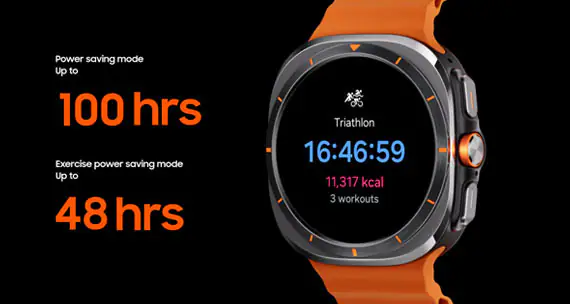 Power saving mode
Up to
100 hrs
Exercise power saving mode
Up to
48 hrs
Triathlon
16:46:59
11,317 kcal
3 workouts